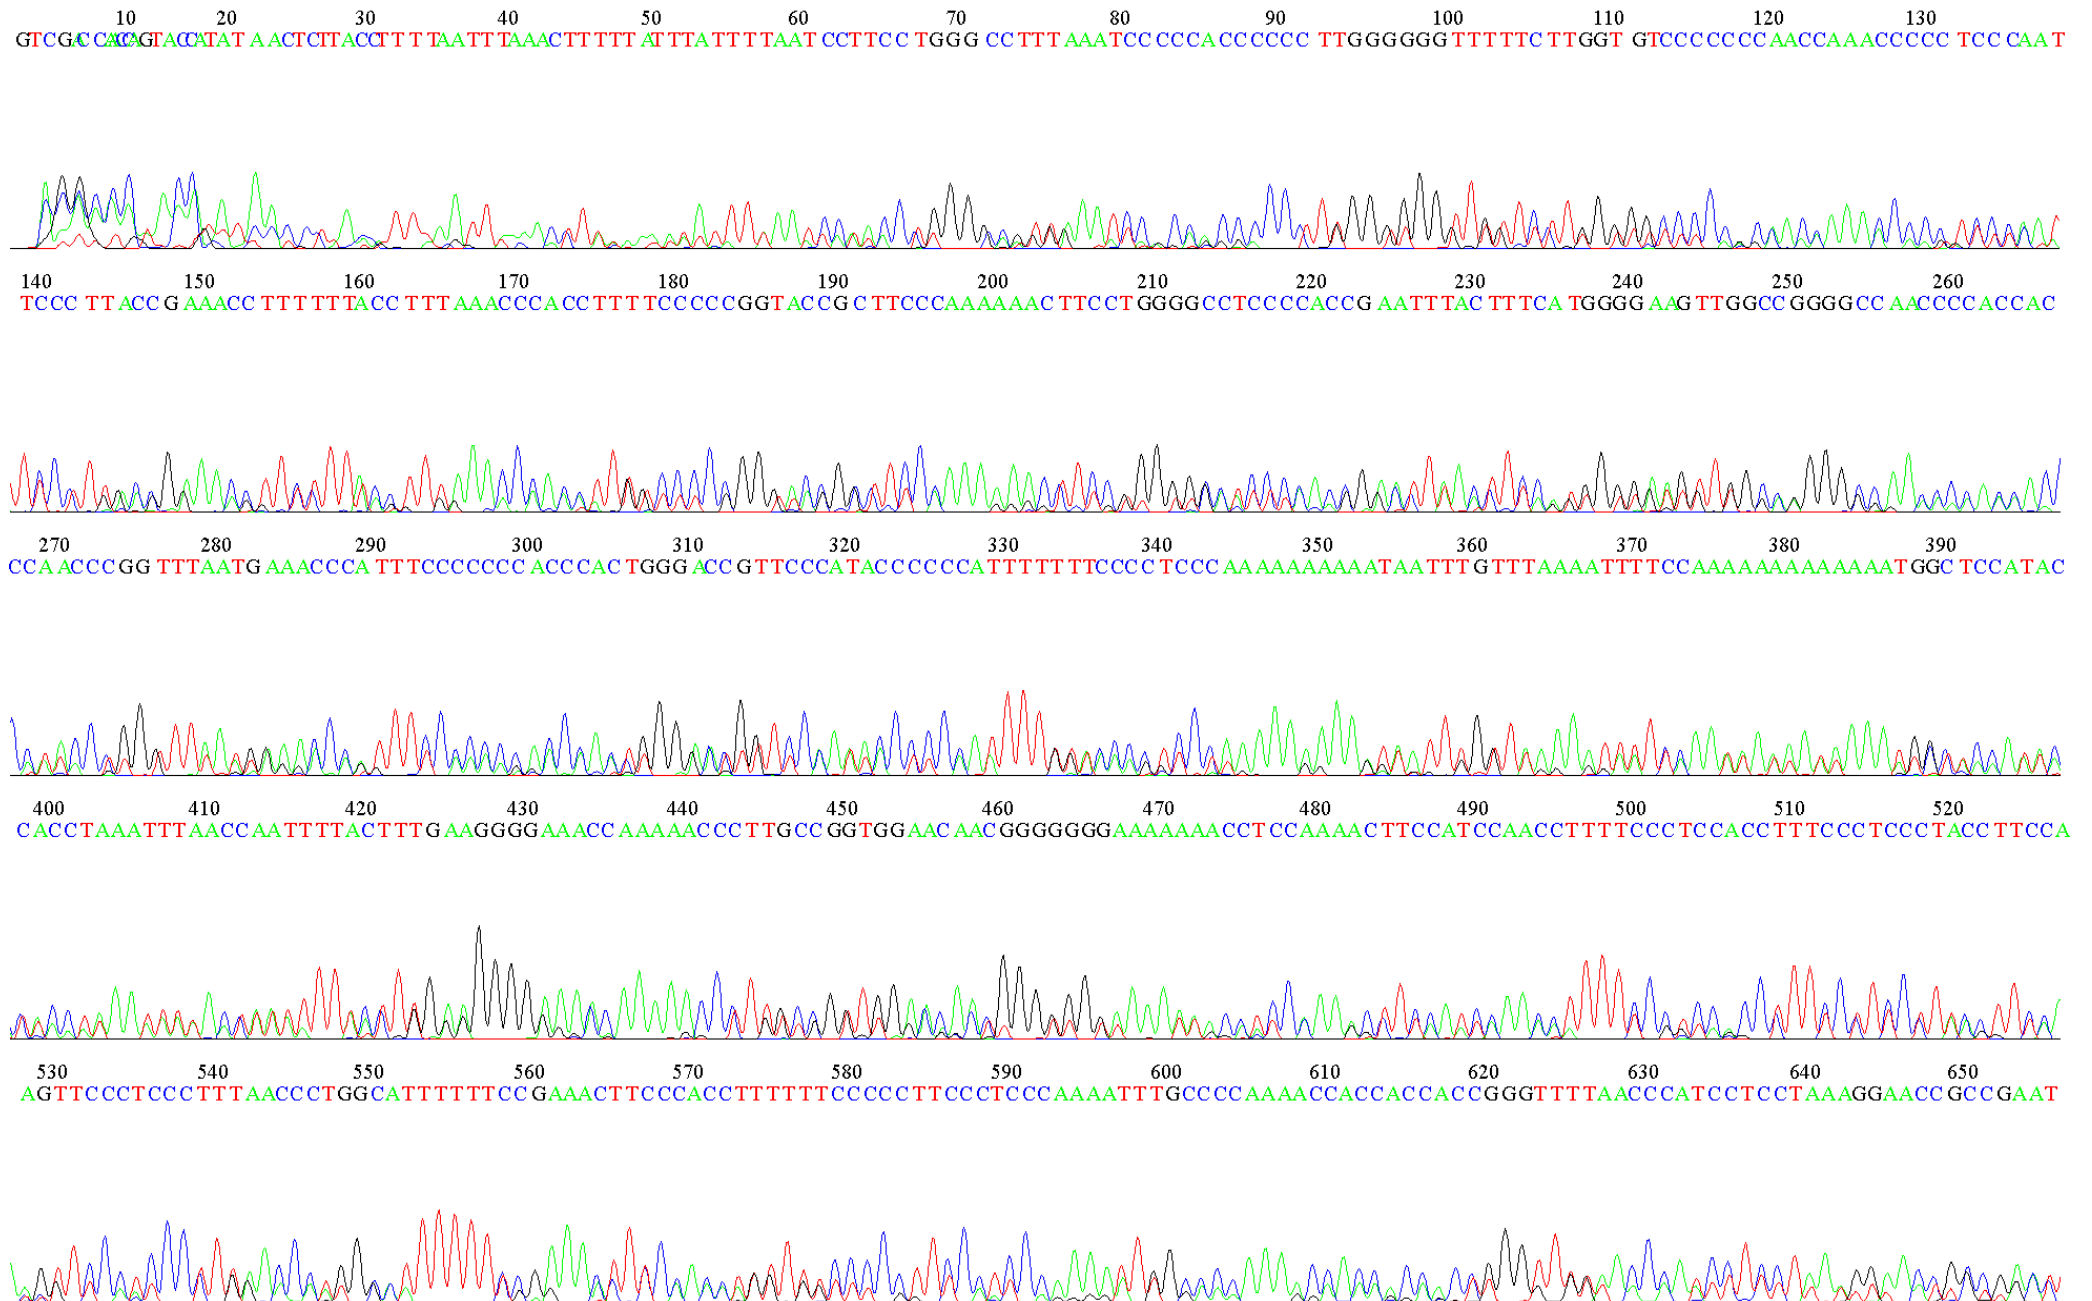 10 20 30 40 50 60 70 80 90 100 110 120 130
GTCGACCACCAGTACCATAT AACTCTTACCTTTTAATTTAAACTTTTTATTTATTTTAATCCTTCCTGGGCCTTTAAATCCCCCACCCCCCTTGGGGGGTTTTTCTTGGTGTCCCCCCCAACCAAACCCCCTCCCAAT
140 150 160 170 180 190 200 210 220 230 240 250 260
TCCCTTACCGAAACCTTTTTTACCTTTAAACCCACCTTTTCCCCCGGTACCGCTTCCCAAAAAACTTCCTGGGGCCTCCCCACCGAATTTACTTTCATGGGGAAGTTGGCCGGGGCCAACCCCACCAC
270 280 290 300 310 320 330 340 350 360 370 380 390
CCAACCCGGTTTAATGAAACCCATTTCCCCCCCACCCACTGGGACCGTTCCCATACCCCCCATTTTTTTCCCCTCCCAAAAAAAAAATAATTTGTTTAAAATTTTCCAAAAAAAAAAAAATGGCTCCATAC
400 410 420 430 440 450 460 470 480 490 500 510 520
CACCTAAATTTAACCAATTTTACTTTGAAGGGGAAACCAAAAACCCTTGCCGGTGGAACAACGGGGGGGAAAAAAACCTCCAAAACTTCCATCCAACCTTTTCCCTCCACCTTTCCCTCCCTACCTTCCA
530 540 550 560 570 580 590 600 610 620 630 640 650
AGTTCCCTCCCTTTAACCCTGGCATTTTTTCCGAAACTTCCCACCTTTTTTCCCCCTTCCCTCCCAAAATTTGCCCCAAAACCACCACCACCGGGTTTTAACCCATCCTCCTAAAGGAACCGCCGAAT